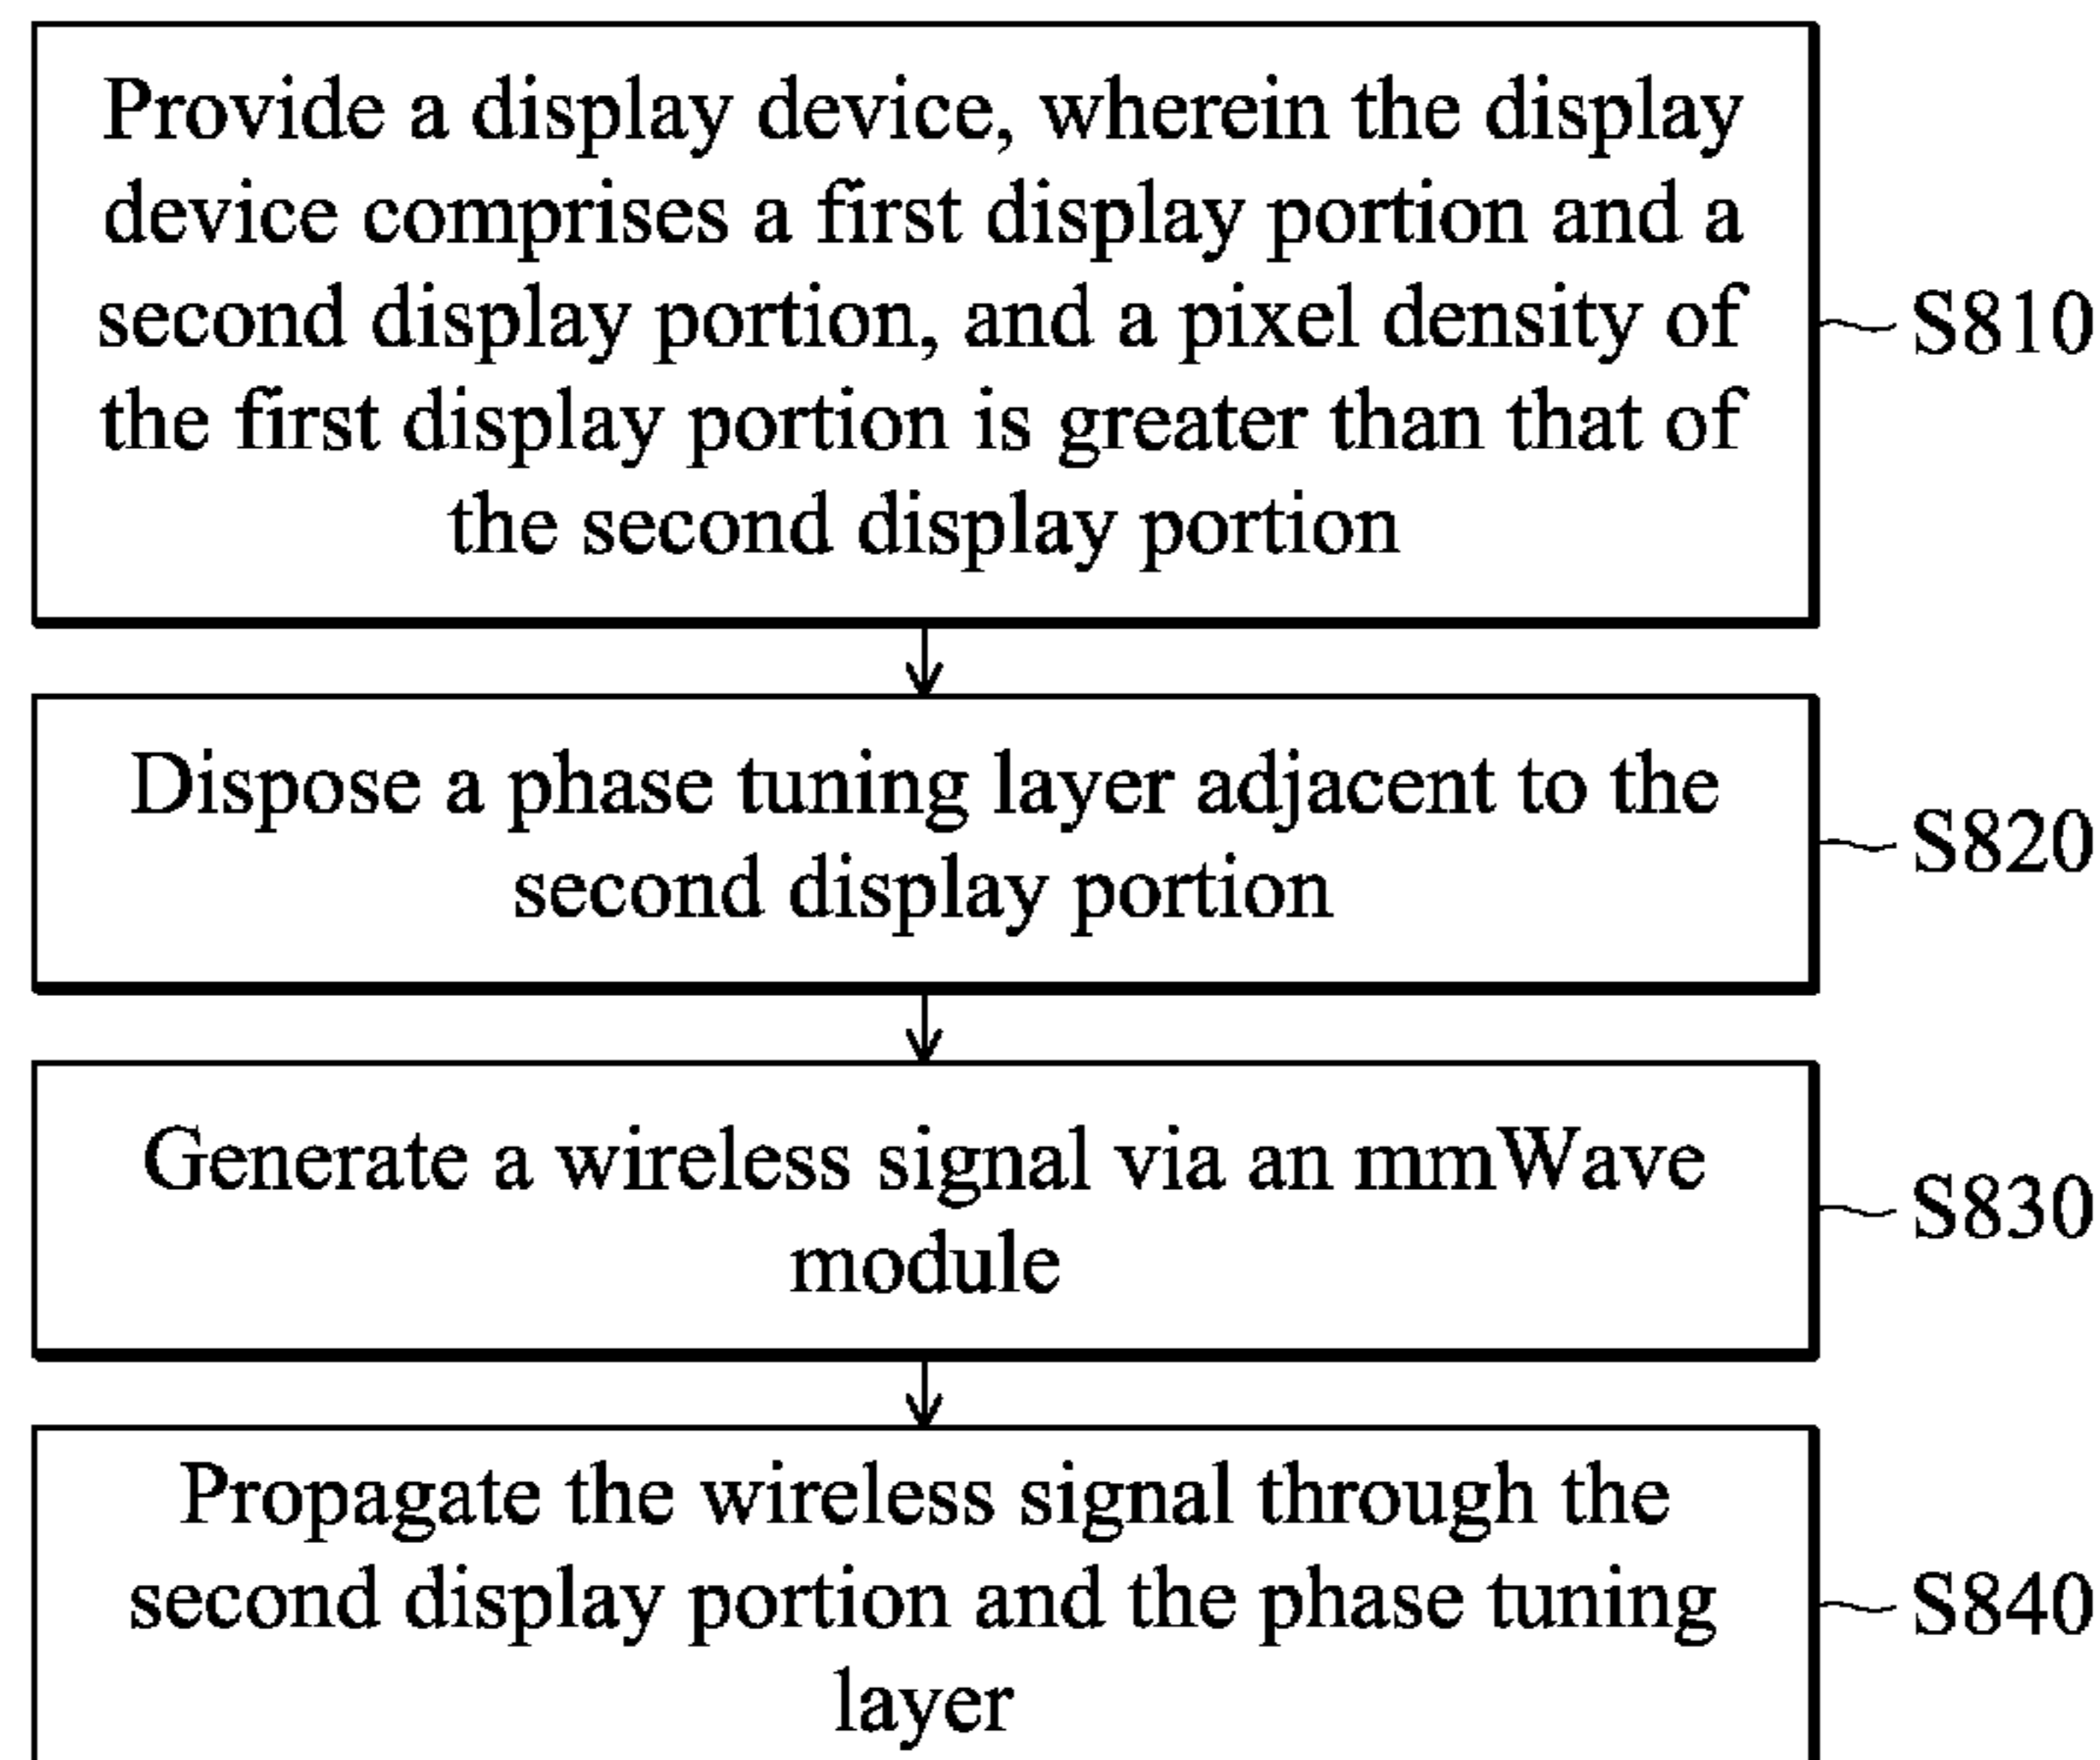 Provide a display device, wherein the display
device comprises a first display portion and a
second display portion, and a pixel density of
the first display portion is greater than that of
the second display portion
S810
Dispose a phase tuning layer adjacent to the
second display portion
S820
Generate a wireless signal via an mmWave
module
S830
Propagate the wireless signal through the
second display portion and the phase tuning
layer
S840